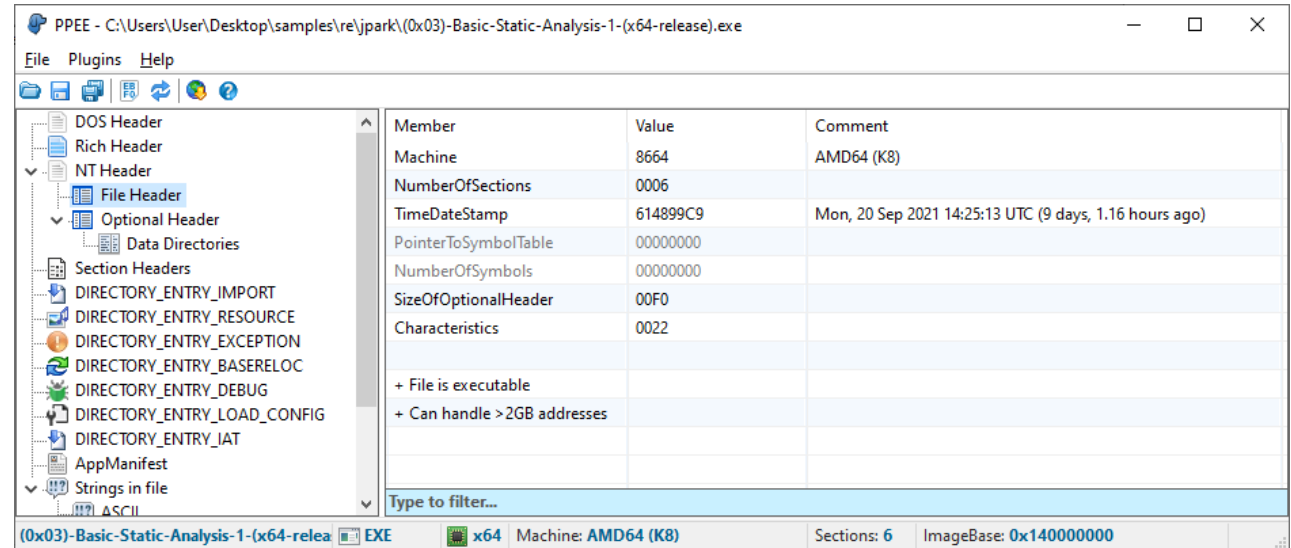 PPEE - C:\Users\User\Desktop\samples\re\jpark\(0x03)-Basic-Static-Analysis-1-(x64-release).exe
File Plugins Help
DOS Header
Rich Header
NT Header
File Header
Optional Header
Data Directories
Section Headers
DIRECTORY_ENTRY_IMPORT
DIRECTORY_ENTRY_RESOURCE
DIRECTORY_ENTRY_EXCEPTION
DIRECTORY_ENTRY_BASERELOC
DIRECTORY_ENTRY_DEBUG
DIRECTORY_ENTRY_LOAD_CONFIG
DIRECTORY_ENTRY_IAT
AppManifest
Strings in file
ASCII
Member Value Comment
Machine 8664 AMD64 (K8)
NumberOfSections 0006
TimeDateStamp 614899C9 Mon, 20 Sep 2021 14:25:13 UTC (9 days, 1.16 hours ago)
PointerToSymbolTable 00000000
NumberOfSymbols 00000000
SizeOfOptionalHeader 00F0
Characteristics 0022
+ File is executable
+ Can handle >2GB addresses
Type to filter...
(0x03)-Basic-Static-Analysis-1-(x64-relea EXE x64 Machine: AMD64 (K8) Sections: 6 ImageBase: 0x140000000